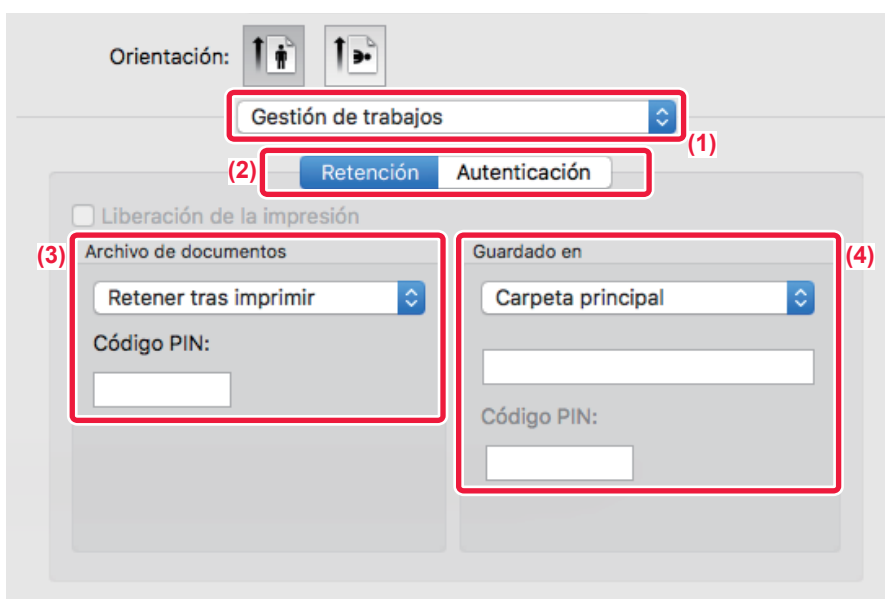 Orientación:
Gestión de trabajos
(1)
(2)
Retención Autenticación
Liberación de la impresión
(3)
Archivo de documentos
Retener tras imprimir
Código PIN:
Guardado en
(4)
Carpeta principal
Código PIN: